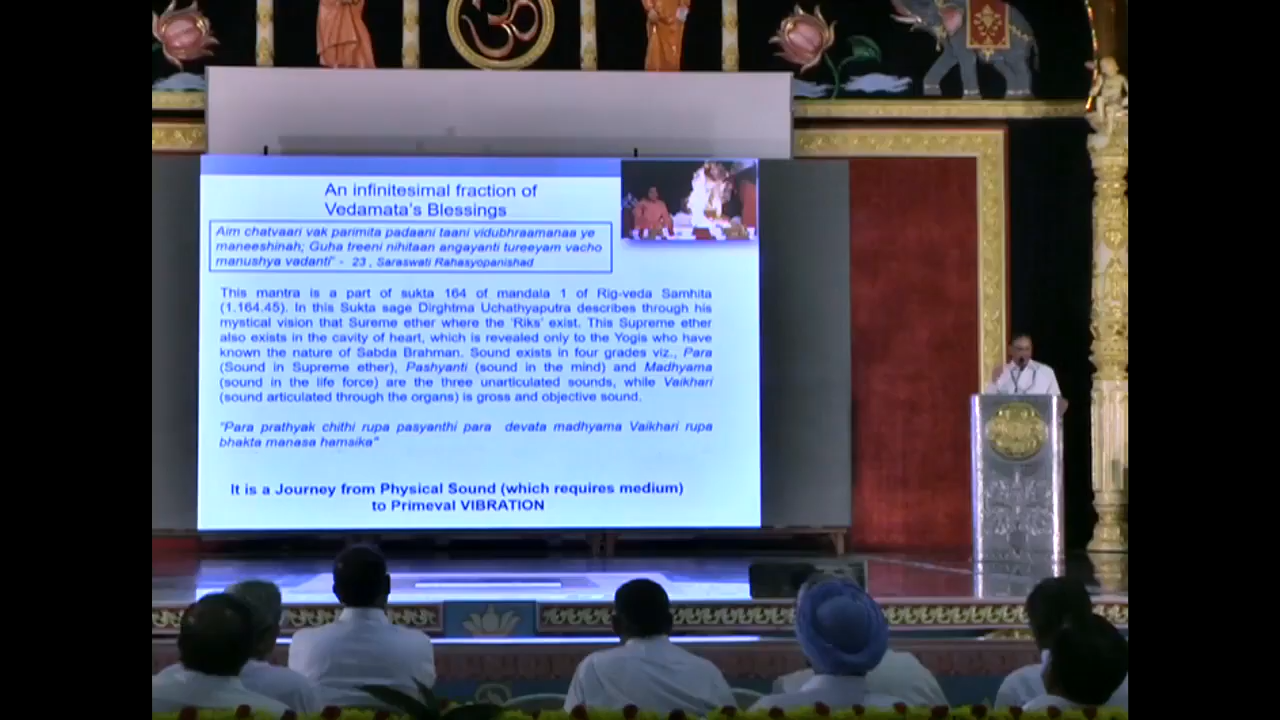 ॐ
An infinitesimal fraction of
Vedamata's Blessings
Aim chatvaari vak parimita padaani taani vidubhraamanaa ye
maneeshinah; Guha treeni nihitaan angayanti tureeyam vacho
manushya vadanti" - 23 , Saraswati Rahasyopanishad
This mantra is a part of sukta 164 of mandala 1 of Rig-veda Samhita
(1.164.45). In this Sukta sage Dirghtma Uchathyaputra describes through his
mystical vision that Sureme ether where the 'Riks' exist. This Supreme ether
also exists in the cavity of heart, which is revealed only to the Yogis who have
known the nature of Sabda Brahman. Sound exists in four grades viz., Para
(Sound in Supreme ether), Pashyanti (sound in the mind) and Madhyama
(sound in the life force) are the three unarticulated sounds, while Vaikhari
(sound articulated through the organs) is gross and objective sound.
"Para prathyak chithi rupa pasyanthi para devata madhyama Vaikhari rupa
bhakta manasa hamsika"
It is a Journey from Physical Sound (which requires medium)
to Primeval VIBRATION